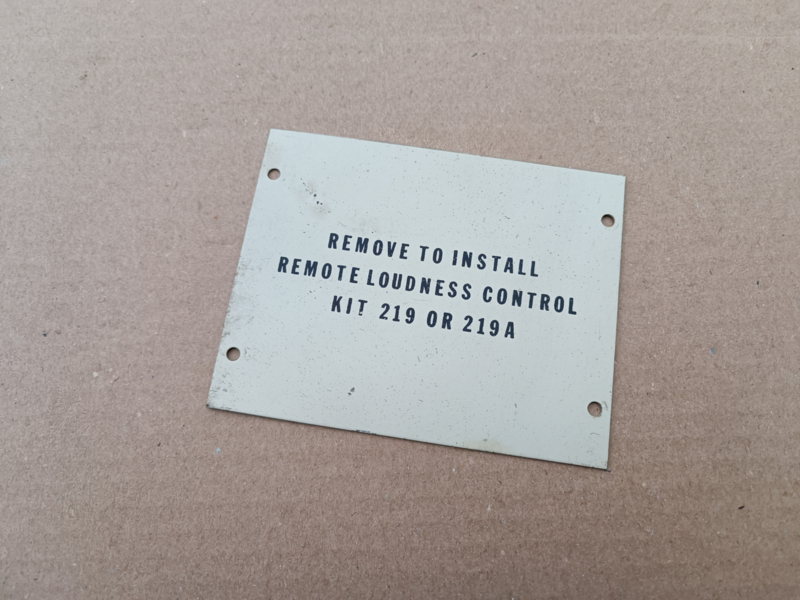 REMOVE TO INSTALL
REMOTE LOUDNESS CONTROL
KIT 219 OR 219A